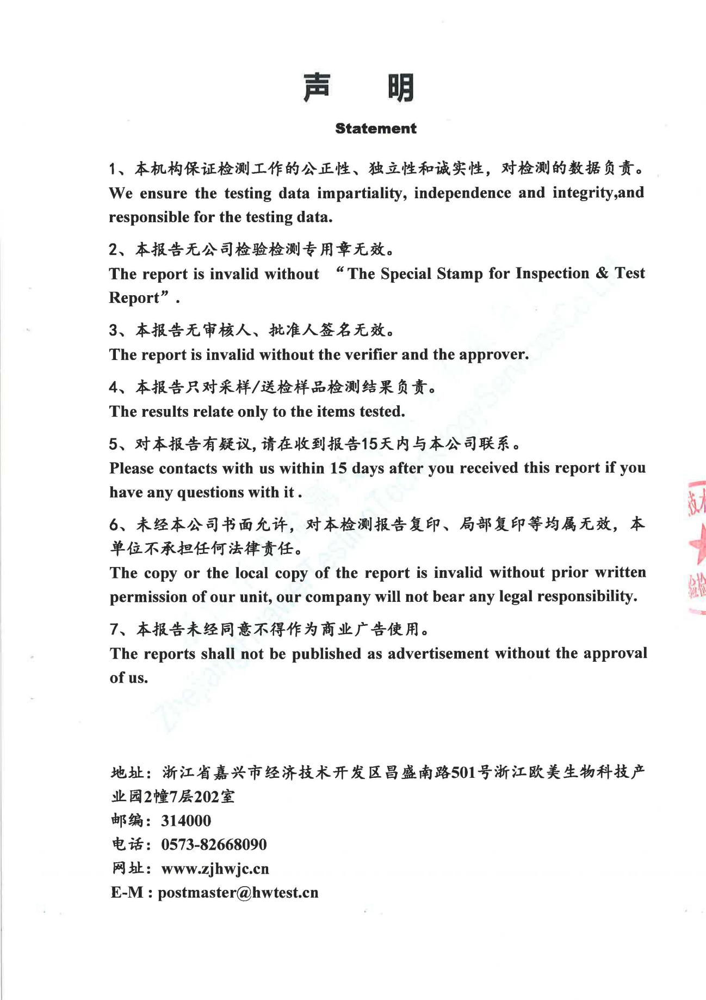 声 明
Statement
1、本机构保证检测工作的公正性、独立性和诚实性，对检测的数据负责。
We ensure the testing data impartiality, independence and integrity,and
responsible for the testing data.
2、本报告无公司检验检测专用章无效。
The report is invalid without “The Special Stamp for Inspection & Test
Report”.
3、本报告无审核人、批准人签名无效。
The report is invalid without the verifier and the approver.
4、本报告只对采样/送检样品检测结果负责。
The results relate only to the items tested.
5、对本报告有疑议,请在收到报告15天内与本公司联系。
Please contacts with us within 15 days after you received this report if you
have any questions with it .
6、未经本公司书面允许，对本检测报告复印、局部复印等均属无效，本
单位不承担任何法律责任。
The copy or the local copy of the report is invalid without prior written
permission of our unit, our company will not bear any legal responsibility.
7、本报告未经同意不得作为商业广告使用。
The reports shall not be published as advertisement without the approval
of us.
地址：浙江省嘉兴市经济技术开发区昌盛南路501号浙江欧美生物科技产
业园2幢7层202室
邮编：314000
电话：0573-82668090
网址：www.zjhwjc.cn
E-M : postmaster@hwtest.cn
技术
验检